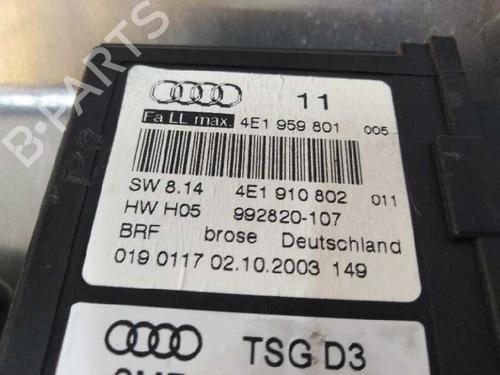 11
Fa LL max. 4E1 959 801 005
SW 8.14 4E1 910 802 011
HW H05 992820-107
BRF brose Deutschland
019 0117 02.10.2003 149
TSG D3
B-PARTS